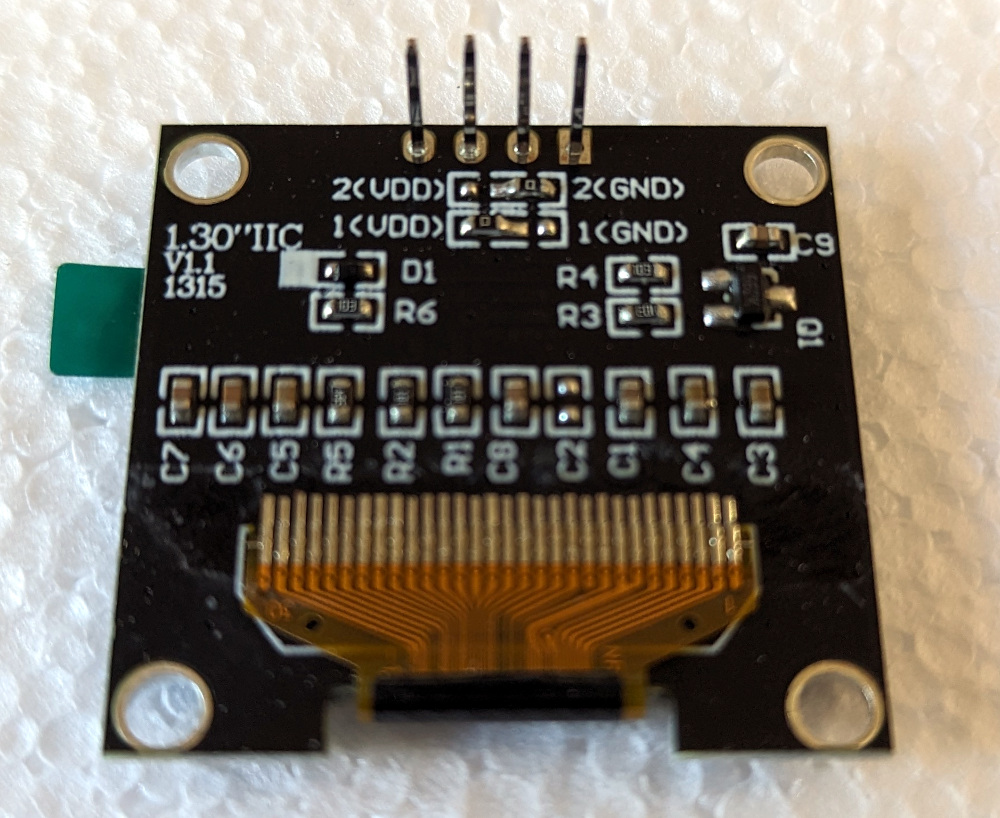 2(VDD) 2(GND)
1(VDD) 1(GND)
1.30"IIC
V1.1
1315
C9
D1
R4
R6
R3
Q1
C7 C6 C5 R5 R2 R1 C8 C2 C1 C4 C3